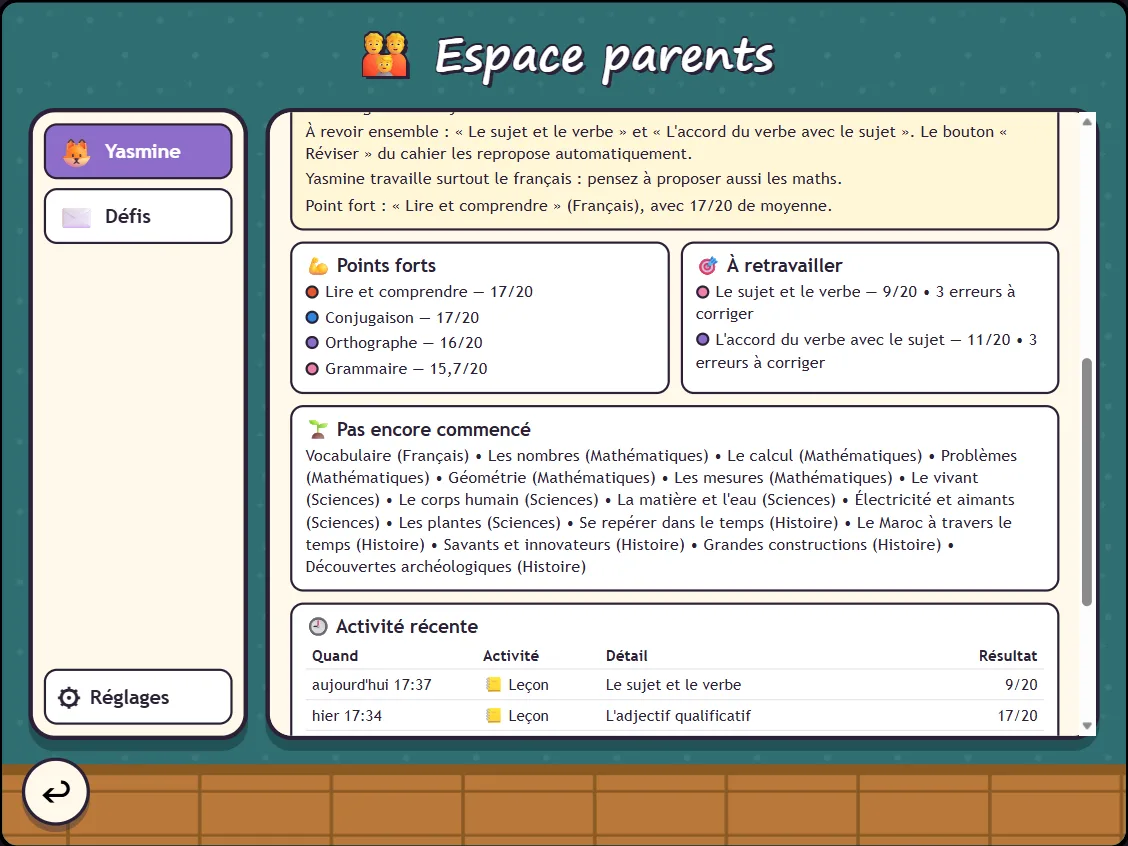 Espace parents
Yasmine
Défis
Réglages
À revoir ensemble : « Le sujet et le verbe » et « L'accord du verbe avec le sujet ». Le bouton «
Réviser » du cahier les repropose automatiquement.
Yasmine travaille surtout le français : pensez à proposer aussi les maths.
Point fort : « Lire et comprendre » (Français), avec 17/20 de moyenne.
Points forts
Lire et comprendre — 17/20
Conjugaison — 17/20
Orthographe — 16/20
Grammaire — 15,7/20
À retravailler
Le sujet et le verbe — 9/20 • 3 erreurs à
corriger
L'accord du verbe avec le sujet — 11/20 • 3
erreurs à corriger
Pas encore commencé
Vocabulaire (Français) • Les nombres (Mathématiques) • Le calcul (Mathématiques) • Problèmes
(Mathématiques) • Géométrie (Mathématiques) • Les mesures (Mathématiques) • Le vivant
(Sciences) • Le corps humain (Sciences) • La matière et l'eau (Sciences) • Électricité et aimants
(Sciences) • Les plantes (Sciences) • Se repérer dans le temps (Histoire) • Le Maroc à travers le
temps (Histoire) • Savants et innovateurs (Histoire) • Grandes constructions (Histoire) •
Découvertes archéologiques (Histoire)
Activité récente
Quand Activité Détail Résultat
aujourd'hui 17:37 Leçon Le sujet et le verbe 9/20
hier 17:34 Leçon L'adjectif qualificatif 17/20